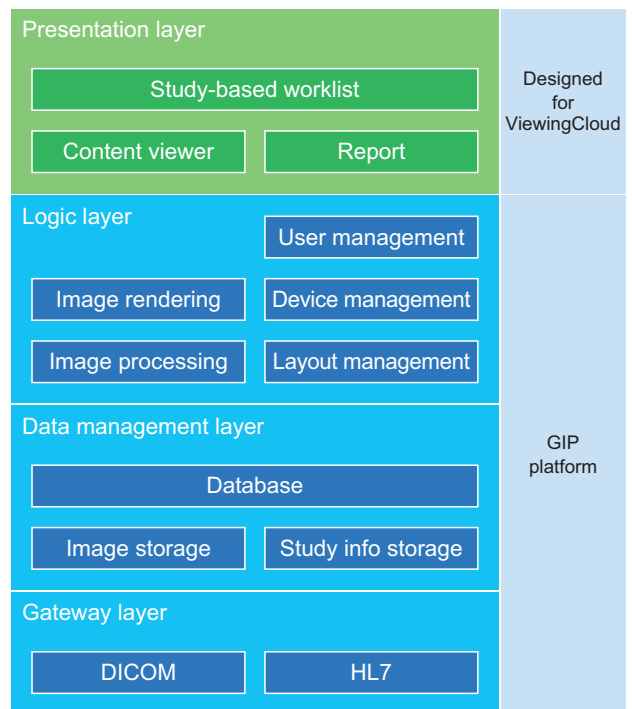 Presentation layer
Study-based worklist
Content viewer
Report
Designed
for
ViewingCloud
Logic layer
User management
Image rendering
Device management
Image processing
Layout management
Data management layer
Database
Image storage
Study info storage
Gateway layer
DICOM
HL7
GIP
platform